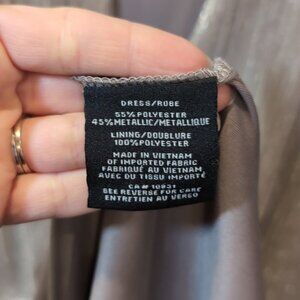 DRESS/ROBE
55% POLYESTER
45% METALLIC/METALLIQUE
LINING/DOUBLURE
100% POLYESTER
MADE IN VIETNAM
OF IMPORTED FABRIC
FABRIQUÉ AU VIETNAM
AVEC DU TISSU IMPORTÉ
CA# 10931
SEE REVERSE FOR CARE
ENTRETIEN AU VERSO